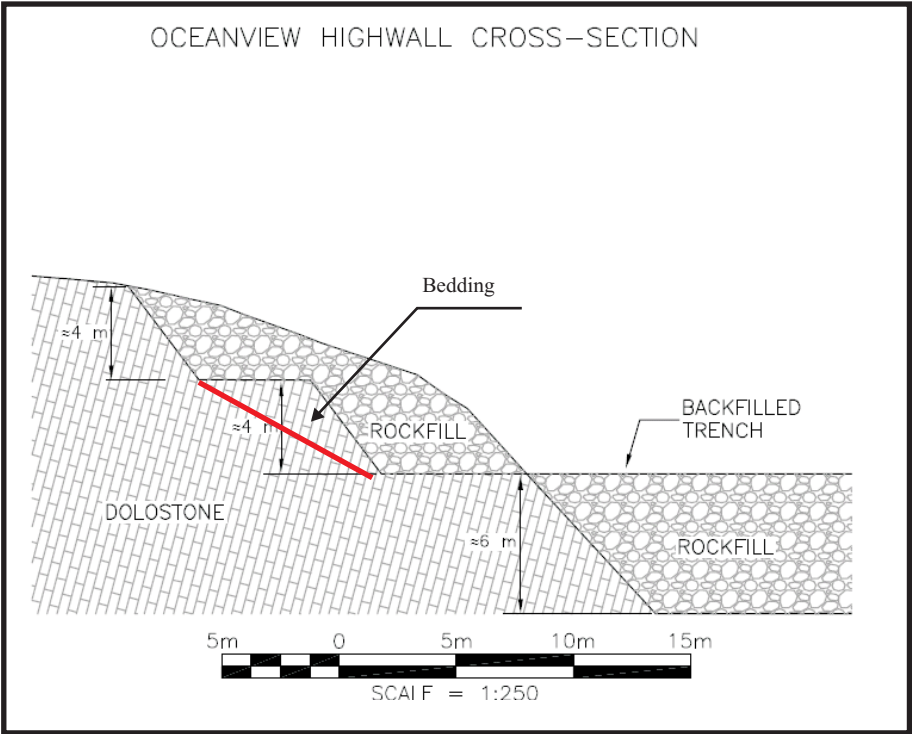 OCEANVIEW HIGHWALL CROSS-SECTION
Bedding
≈4 m
≈4 m
ROCKFILL
BACKFILLED
TRENCH
DOLOSTONE
≈6 m
ROCKFILL
5m 0 5m 10m 15m
SCALE = 1:250